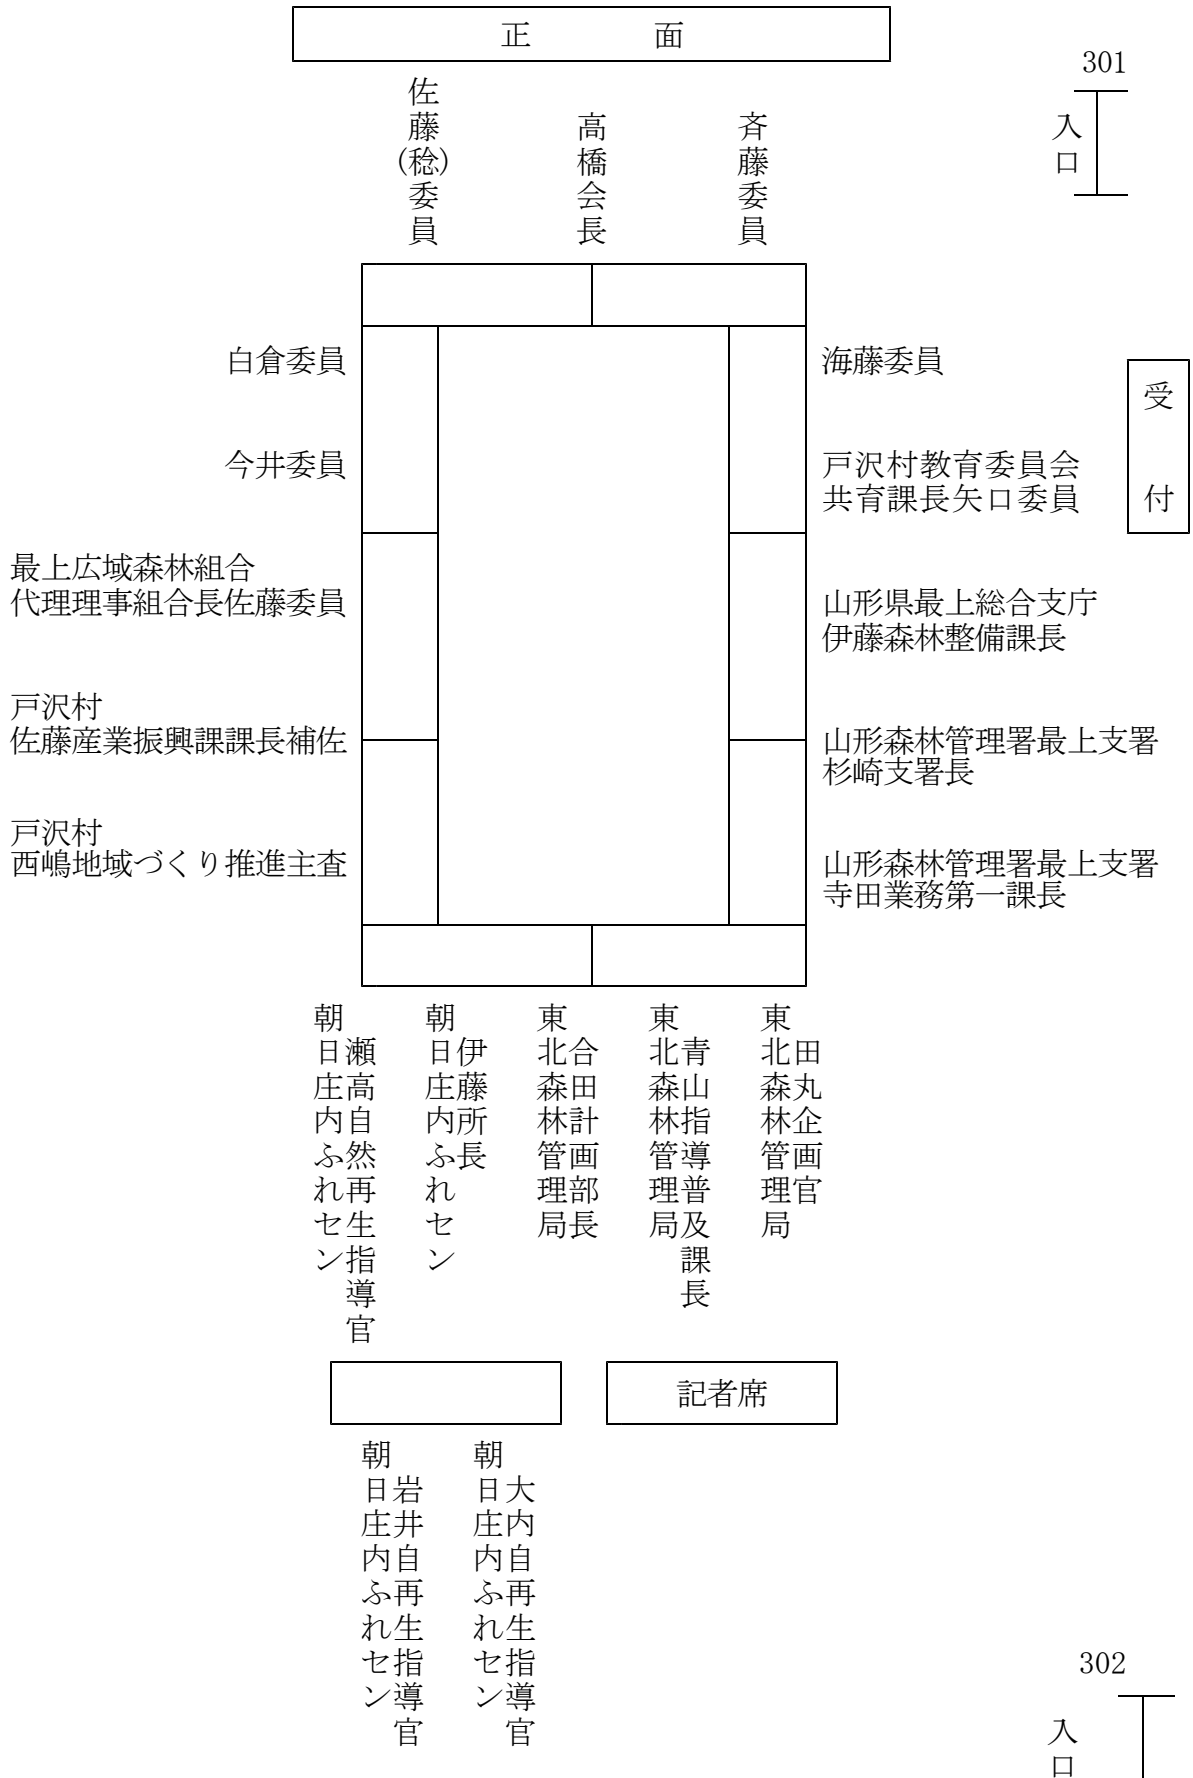 正 面
301
入口
佐藤(稔)委員
高橋会長
斉藤委員
白倉委員
海藤委員
受 付
今井委員
戸沢村教育委員会
共育課長矢口委員
最上広域森林組合
代理理事組合長佐藤委員
山形県最上総合支庁
伊藤森林整備課長
戸沢村
佐藤産業振興課課長補佐
山形森林管理署最上支署
杉崎支署長
戸沢村
西嶋地域づくり推進主査
山形森林管理署最上支署
寺田業務第一課長
朝日庄内ふれセン
瀬高自然再生指導官
朝日庄内ふれセン
伊藤所長
東北森林管理局
合田計画部長
東北森林管理局
青山指導普及課長
東北森林管理局
田丸企画官
記者席
朝日庄内ふれセン
岩井自再生指導官
朝日庄内ふれセン
大内自再生指導官
302
入口